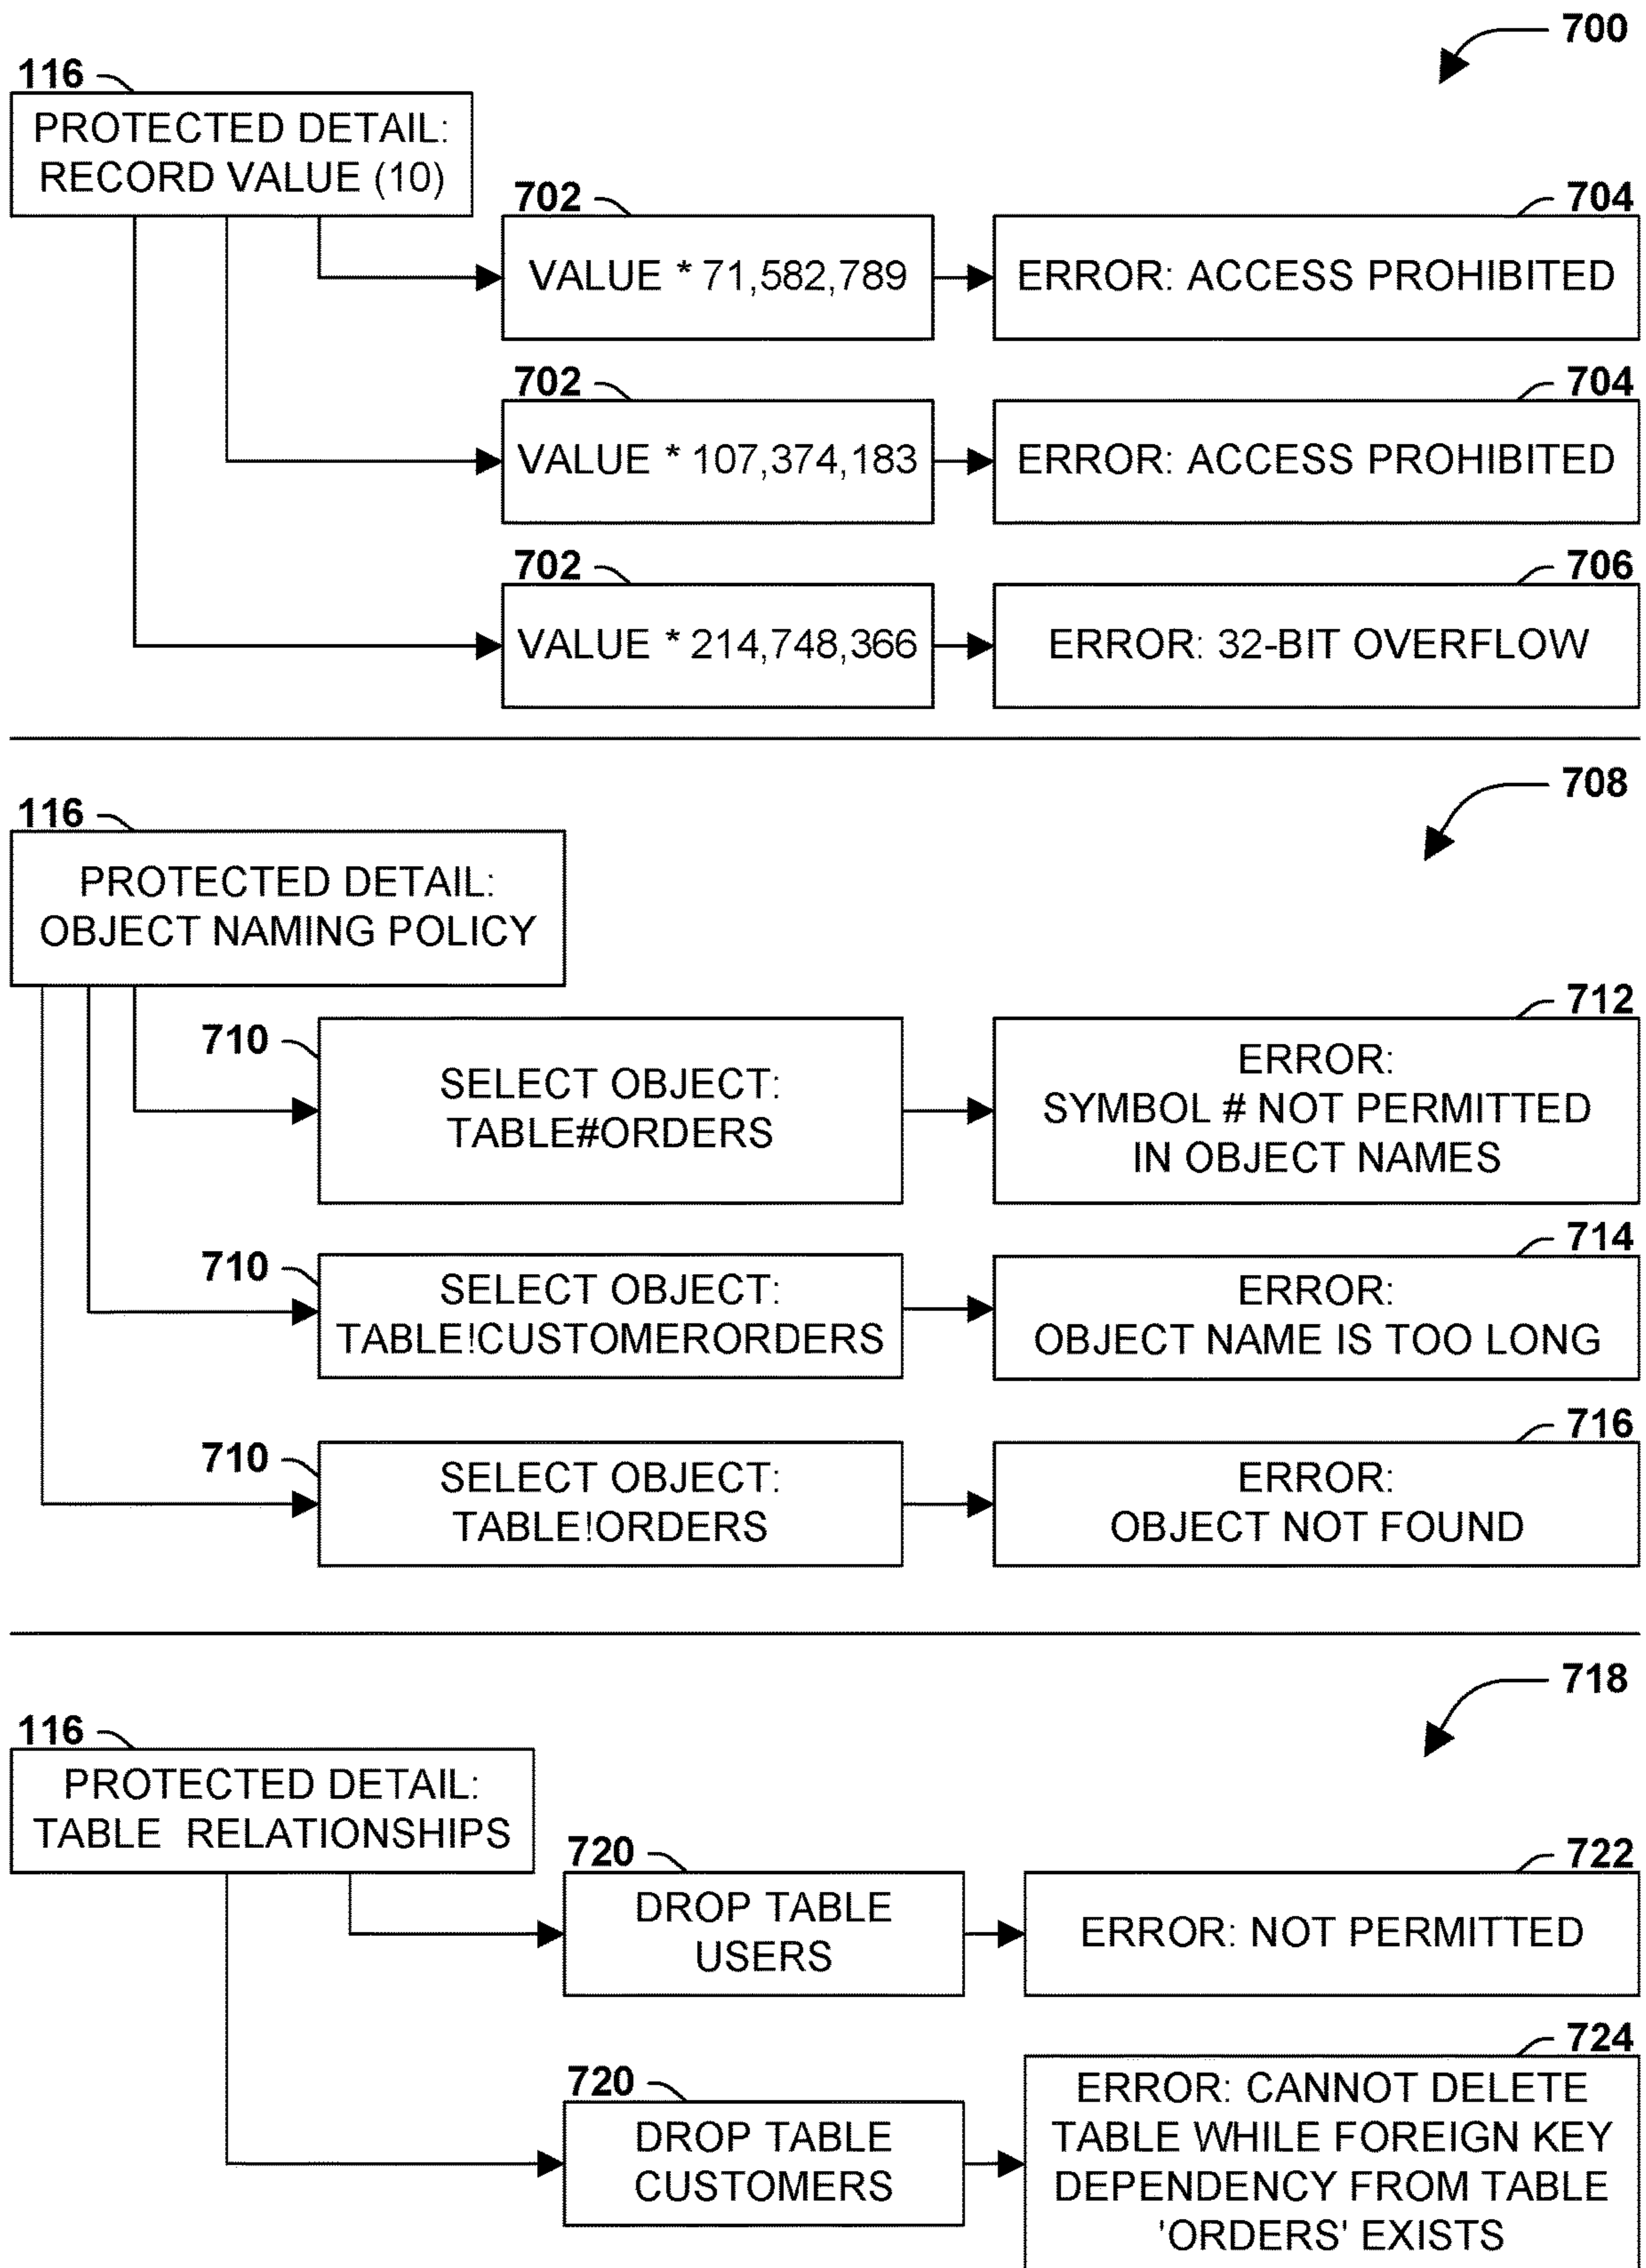 700
116
PROTECTED DETAIL:
RECORD VALUE (10)
702
704
VALUE * 71,582,789
ERROR: ACCESS PROHIBITED
702
704
VALUE * 107,374,183
ERROR: ACCESS PROHIBITED
702
706
VALUE * 214,748,366
ERROR: 32-BIT OVERFLOW
708
116
PROTECTED DETAIL:
OBJECT NAMING POLICY
710
SELECT OBJECT:
TABLE#ORDERS
712
ERROR:
SYMBOL # NOT PERMITTED
IN OBJECT NAMES
710
SELECT OBJECT:
TABLE!CUSTOMERORDERS
714
ERROR:
OBJECT NAME IS TOO LONG
710
SELECT OBJECT:
TABLE!ORDERS
716
ERROR:
OBJECT NOT FOUND
718
116
PROTECTED DETAIL:
TABLE RELATIONSHIPS
720
DROP TABLE
USERS
722
ERROR: NOT PERMITTED
720
DROP TABLE
CUSTOMERS
724
ERROR: CANNOT DELETE
TABLE WHILE FOREIGN KEY
DEPENDENCY FROM TABLE
'ORDERS' EXISTS